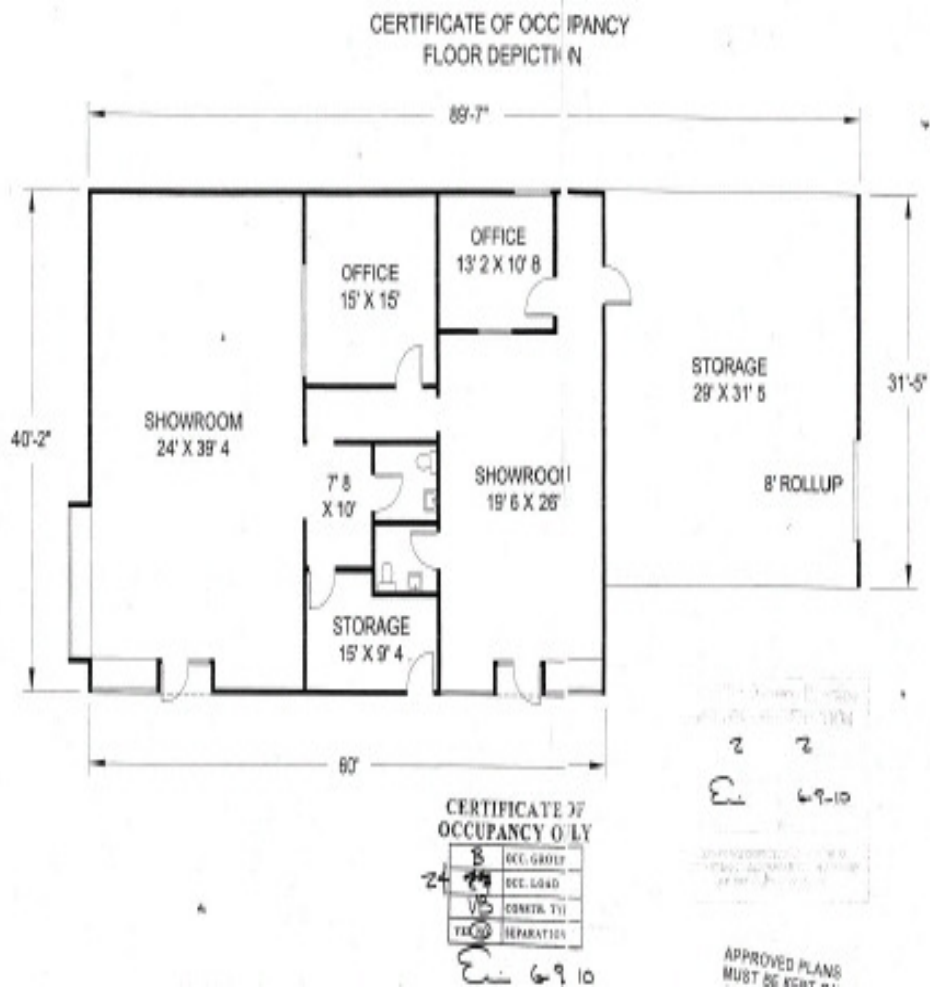 CERTIFICATE OF OCCUPANCY
FLOOR DEPICTION
89'-7"
40'-2"
31'-5"
OFFICE
15' X 15'
OFFICE
13' 2 X 10' 8
STORAGE
29' X 31' 5
8' ROLLUP
SHOWROOM
24' X 39' 4
7' 8
X 10'
SHOWROOM
19' 6 X 26'
STORAGE
15' X 9' 4
60'
2 2
6-9-10
CERTIFICATE OF
OCCUPANCY ONLY
B OCC. GROUP
24 OCC. LOAD
VB CONSTR. TY
YES NO SEPARATION
6 9 10
APPROVED PLANS
MUST BE KEPT